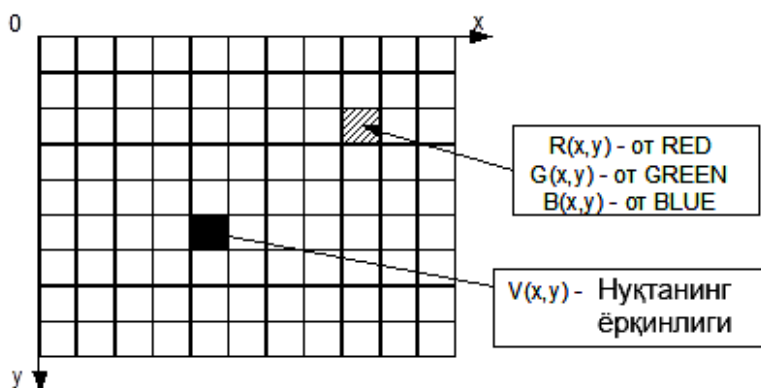 0
x
R(x,y) - от RED
G(x,y) - от GREEN
B(x,y) - от BLUE
V(x,y) - Нуқтанинг
ёрқинлиги
y